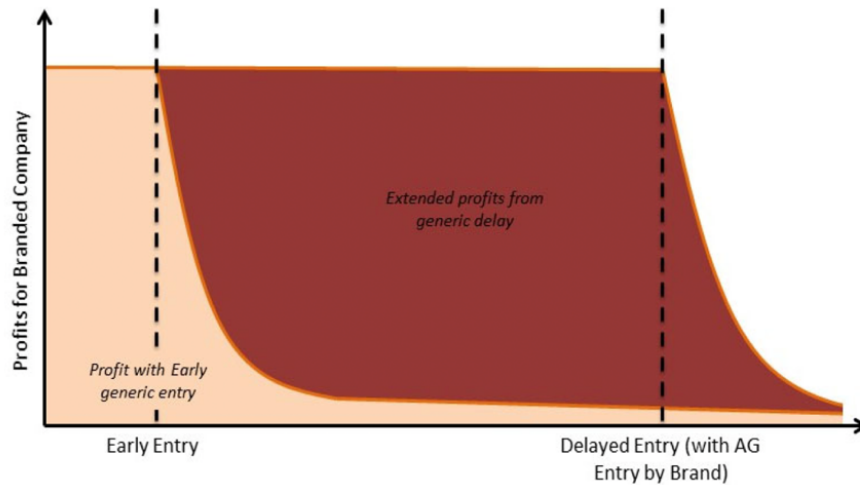 Profits for Branded Company
Extended profits from
generic delay
Profit with Early
generic entry
Early Entry
Delayed Entry (with AG
Entry by Brand)